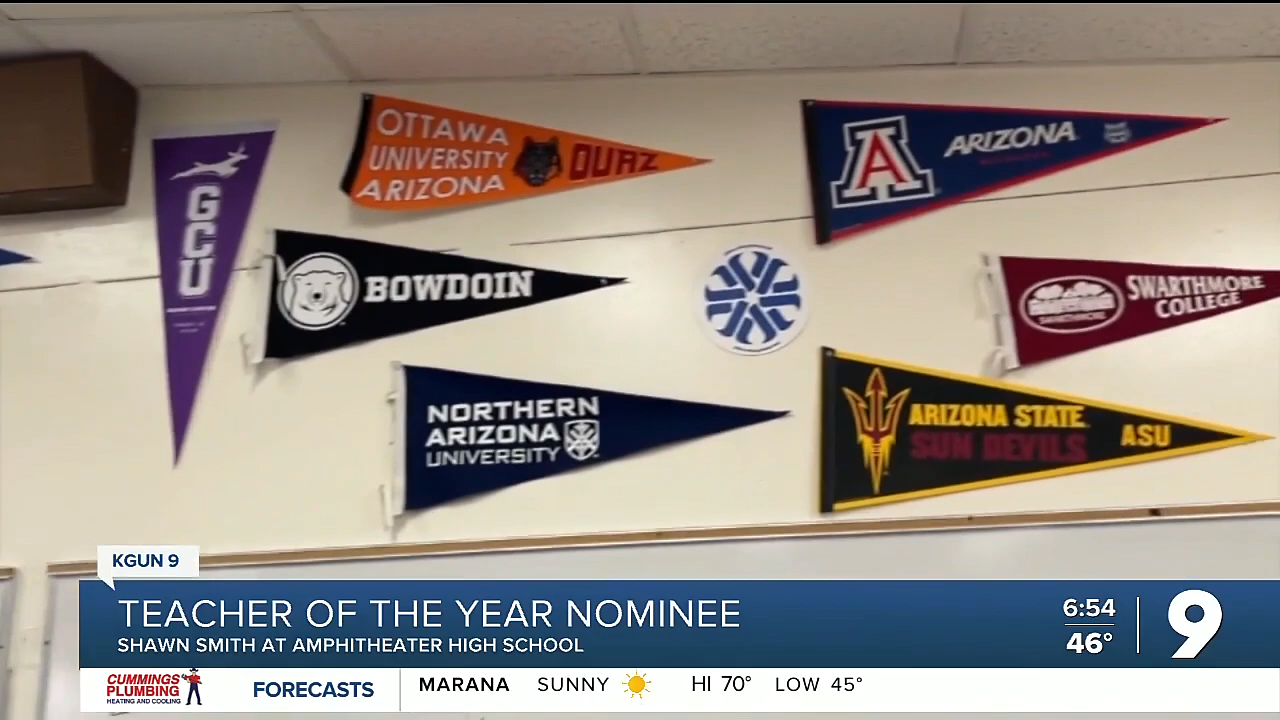 GCU
OTTAWA
UNIVERSITY
ARIZONA
OUAZ
A
ARIZONA
BOWDOIN
SWARTHMORE
COLLEGE
SWARTHMORE
NORTHERN
ARIZONA
UNIVERSITY
ARIZONA STATE
SUN DEVILS
ASU
KGUN 9
TEACHER OF THE YEAR NOMINEE
SHAWN SMITH AT AMPHITHEATER HIGH SCHOOL
6:54
46°
9
CUMMINGS
PLUMBING
HEATING AND COOLING
FORECASTS
MARANA SUNNY HI 70° LOW 45°